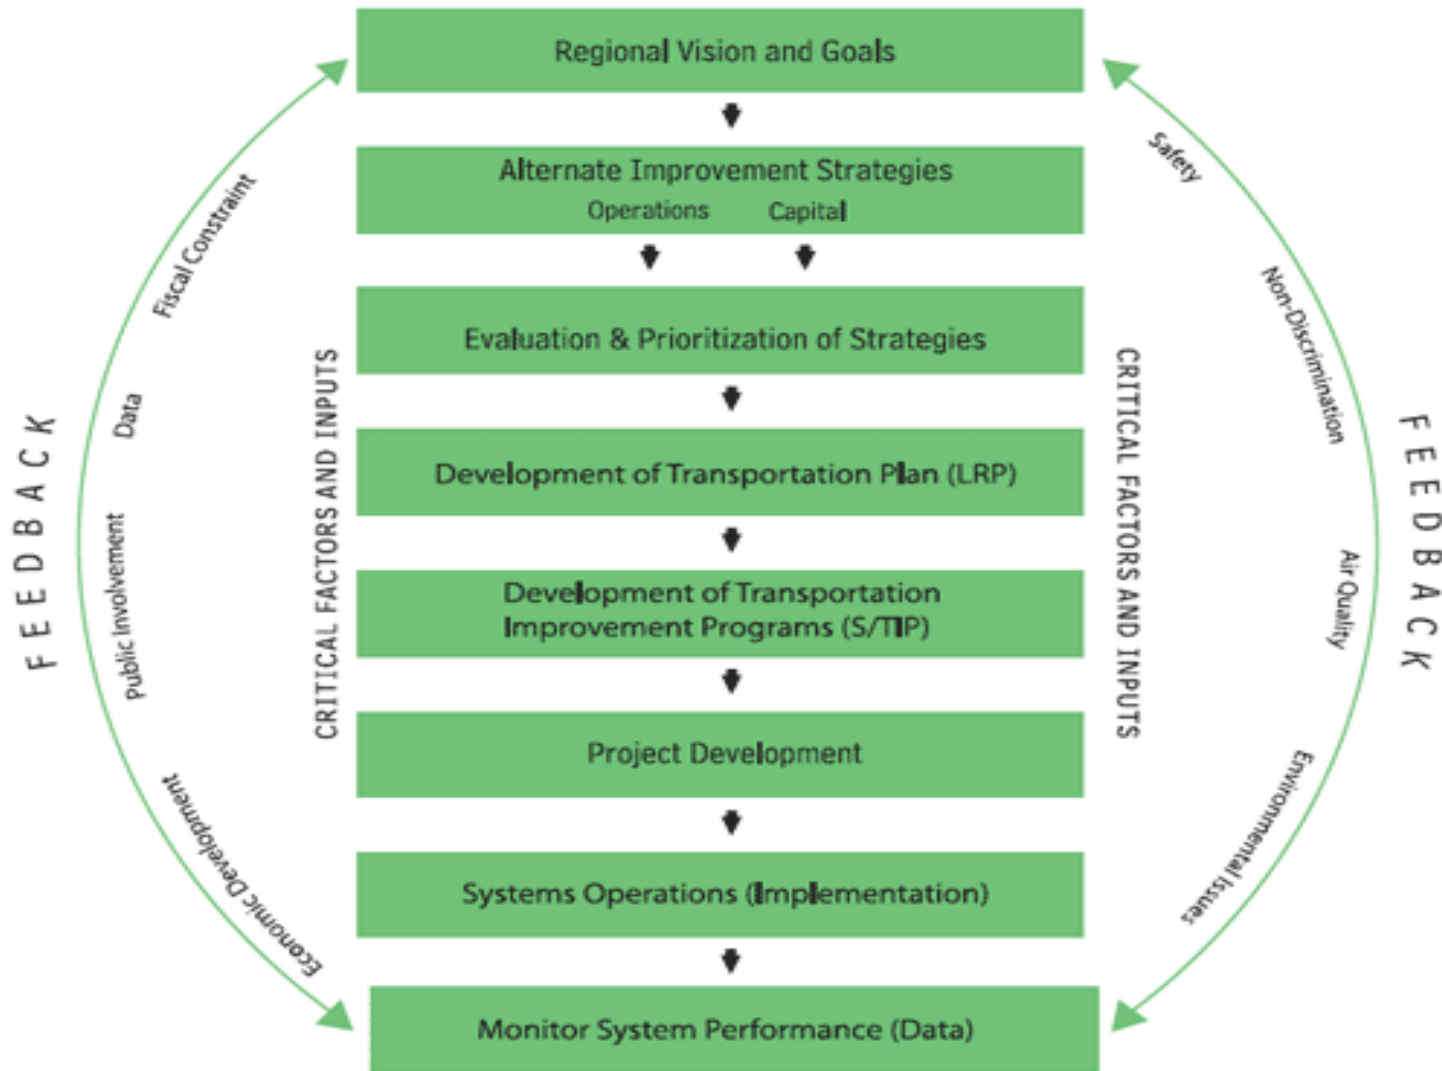 Regional Vision and Goals
Alternate Improvement Strategies
Operations Capital
Evaluation & Prioritization of Strategies
Development of Transportation Plan (LRP)
Development of Transportation
Improvement Programs (S/TIP)
Project Development
Systems Operations (Implementation)
Monitor System Performance (Data)
FEEDBACK
Fiscal Constraint
Data
Public Involvement
Economic Development
CRITICAL FACTORS AND INPUTS
CRITICAL FACTORS AND INPUTS
Safety
Non-Discrimination
Air Quality
Environmental Issues
FEEDBACK